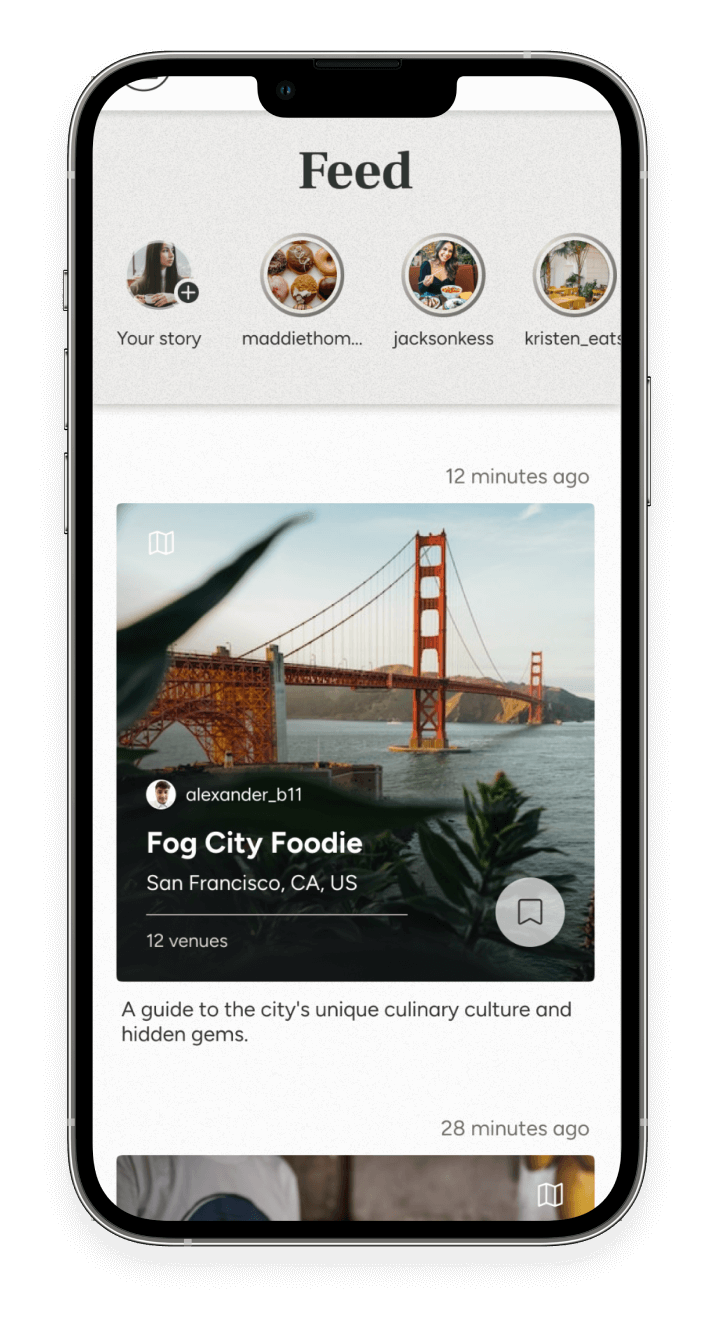 Feed
Your story
maddiethom...
jacksonkess
kristen_eats
12 minutes ago
alexander_b11
Fog City Foodie
San Francisco, CA, US
12 venues
A guide to the city's unique culinary culture and
hidden gems.
28 minutes ago